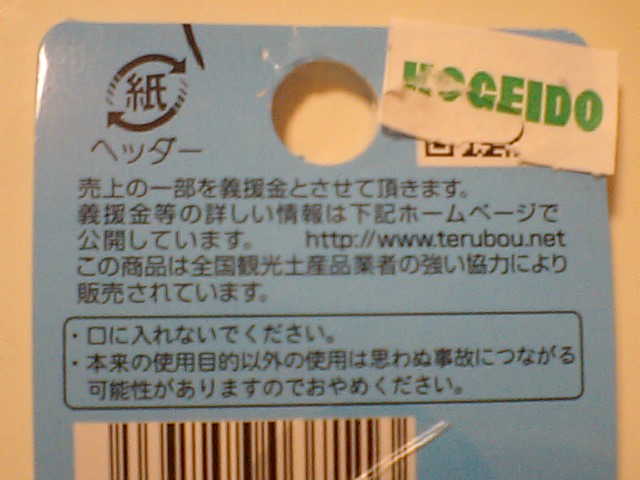 紙
ヘッダー
HOGEIDO
売上の一部を義援金とさせて頂きます。
義援金等の詳しい情報は下記ホームページで
公開しています。 http://www.terubou.net
この商品は全国観光土産品業者の強い協力により
販売されています。
・口に入れないでください。
・本来の使用目的以外の使用は思わぬ事故につながる
可能性がありますのでおやめください。